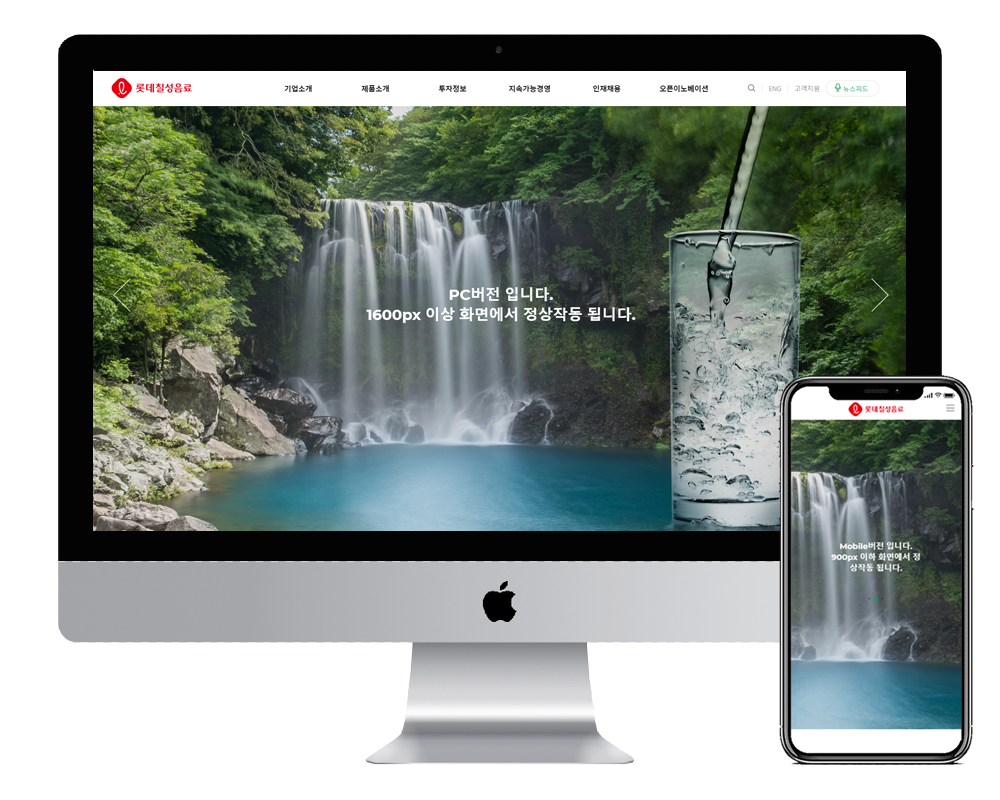 롯데칠성음료
기업소개 제품소개 투자정보 지속가능경영 인재채용 오픈이노베이션 ENG 고객지원 뉴스피드
PC버전 입니다.
1600px 이상 화면에서 정상작동 됩니다.
롯데칠성음료
Mobile버전 입니다.
900px 이하 화면에서 정
상작동 됩니다.